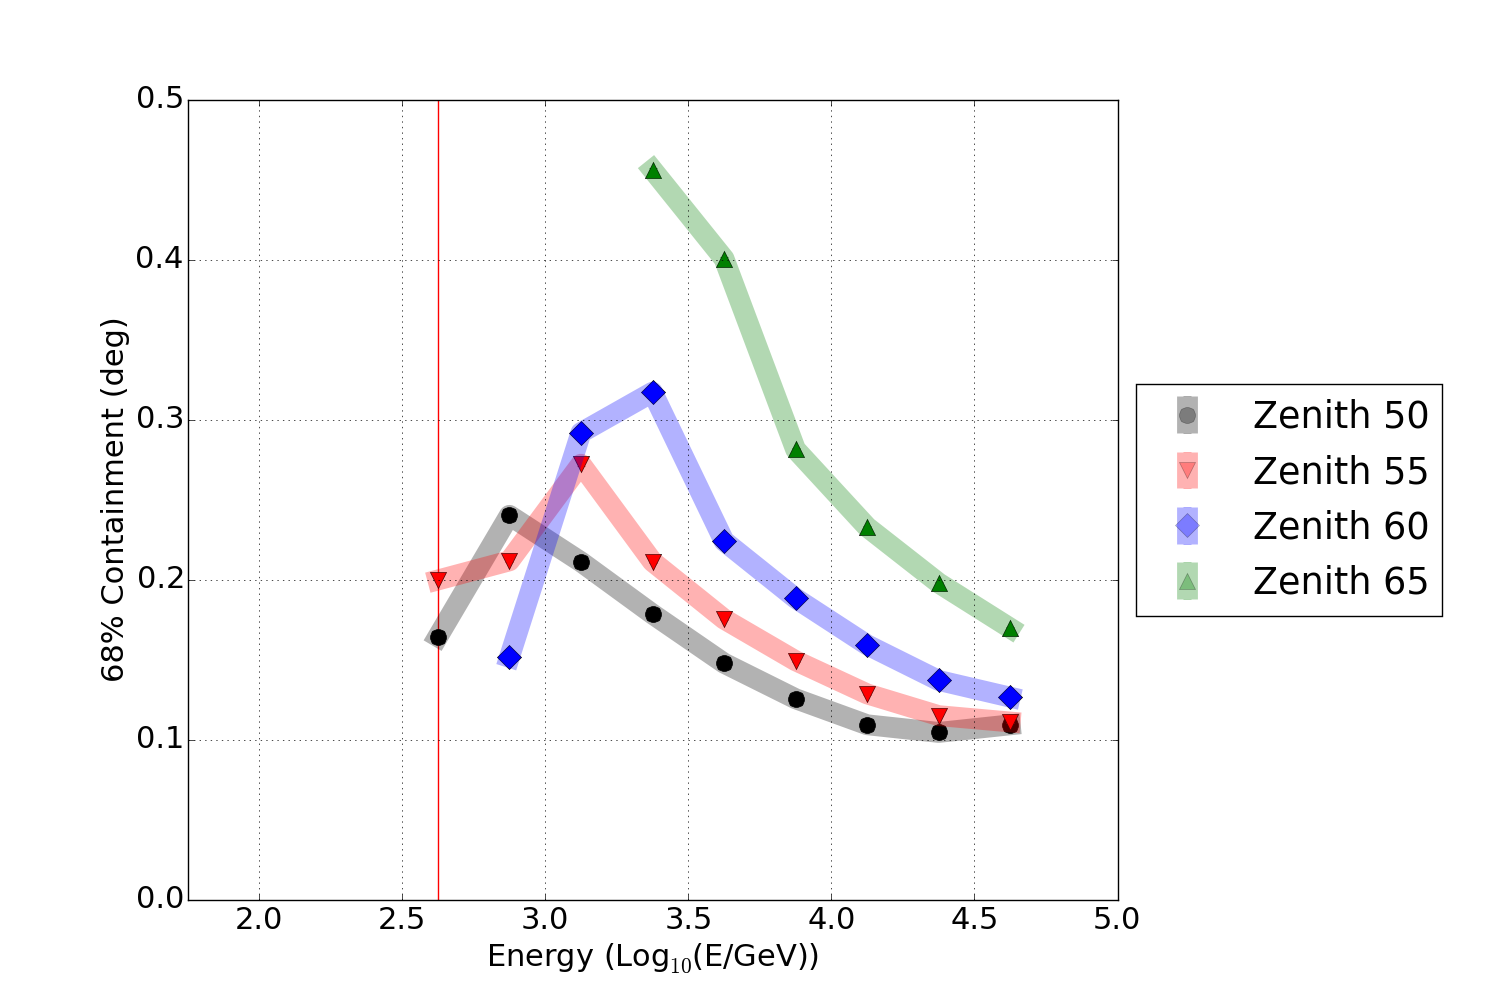 0.5
0.4
0.3
0.2
0.1
0.0
68% Containment (deg)
2.0 2.5 3.0 3.5 4.0 4.5 5.0
Energy (Log₁₀(E/GeV))
Zenith 50
Zenith 55
Zenith 60
Zenith 65